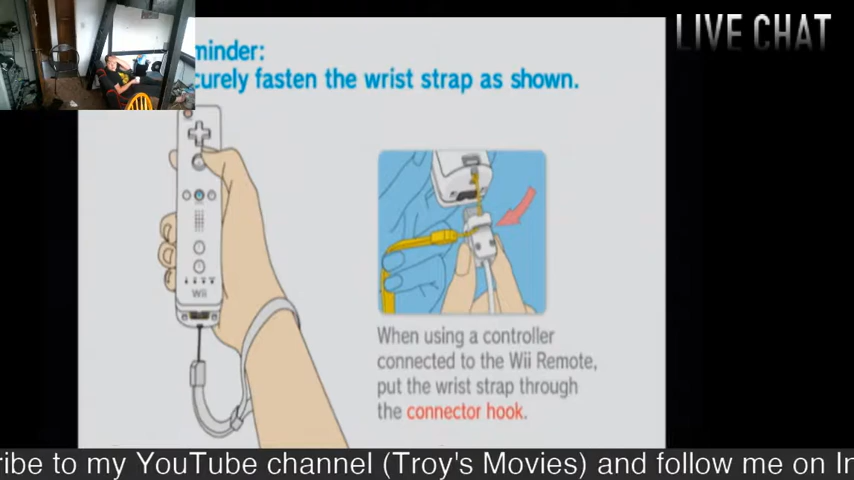 minder:
curely fasten the wrist strap as shown.
LIVE CHAT
Wii
When using a controller
connected to the Wii Remote,
put the wrist strap through
the connector hook.
ribe to my YouTube channel (Troy's Movies) and follow me on In